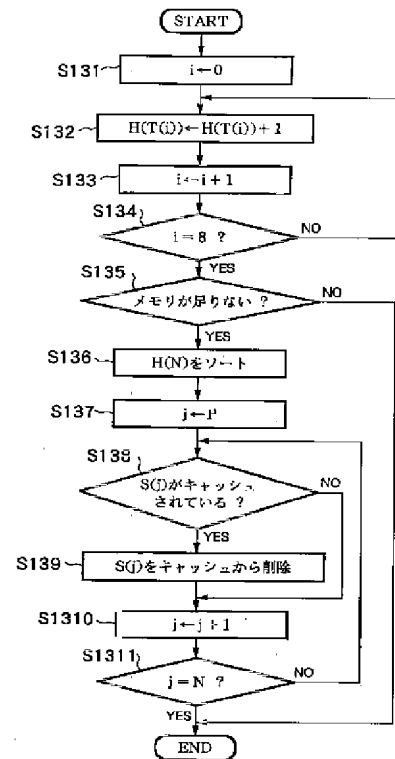 START
S131
i←0
S132
H(T(i))←H(T(i))+1
S133
i←i+1
S134
i=8 ?
NO
YES
S135
メモリが足りない ?
NO
YES
S136
H(N)をソート
S137
j←P
S138
S(j)がキャッシュ
されている ?
NO
YES
S139
S(j)をキャッシュから削除
S1310
j←j+1
S1311
j=N ?
NO
YES
END